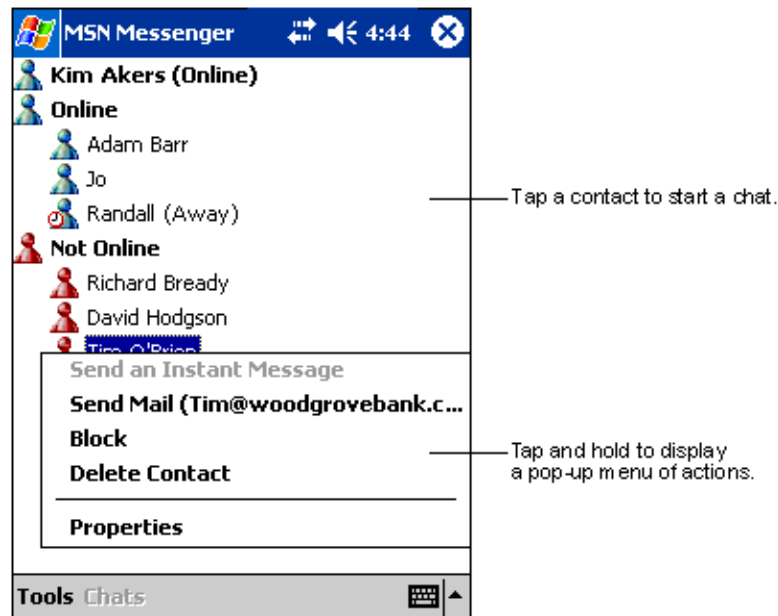 MSN Messenger 4:44
Kim Akers (Online)
Online
Adam Barr
Jo
Randall (Away)
Tap a contact to start a chat.
Not Online
Richard Bready
David Hodgson
Tim O'Brien
Send an Instant Message
Send Mail (Tim@woodgrovebank.c...
Block
Delete Contact
Properties
Tap and hold to display
a pop-up menu of actions.
Tools Chats